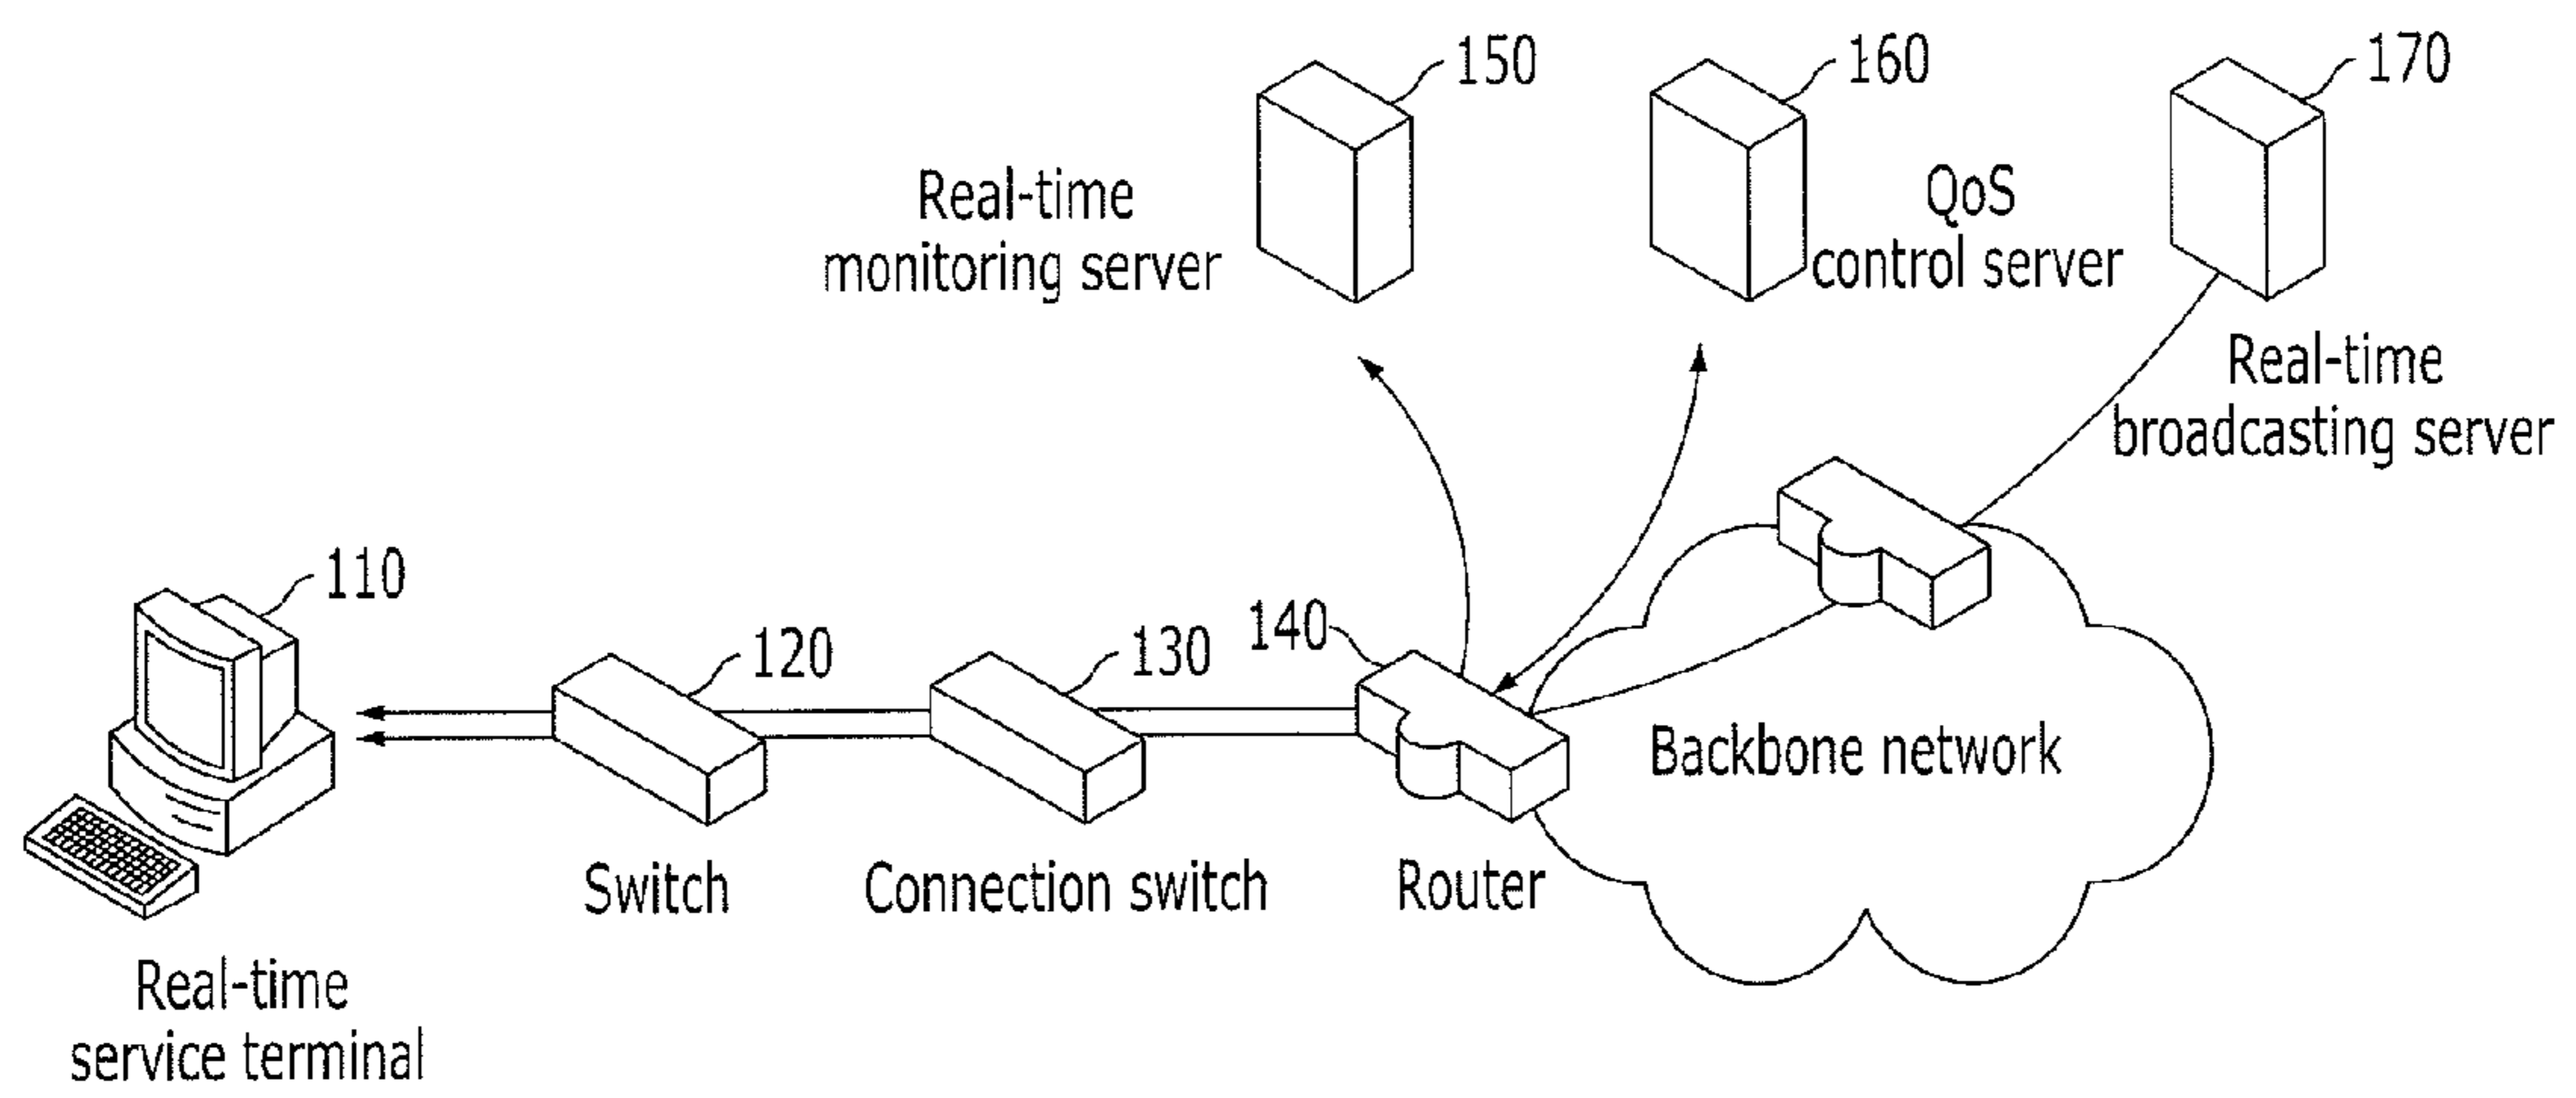 150
160
170
Real-time
monitoring server
QoS
control server
Real-time
broadcasting server
110
120
130
140
Backbone network
Switch
Connection switch
Router
Real-time
service terminal